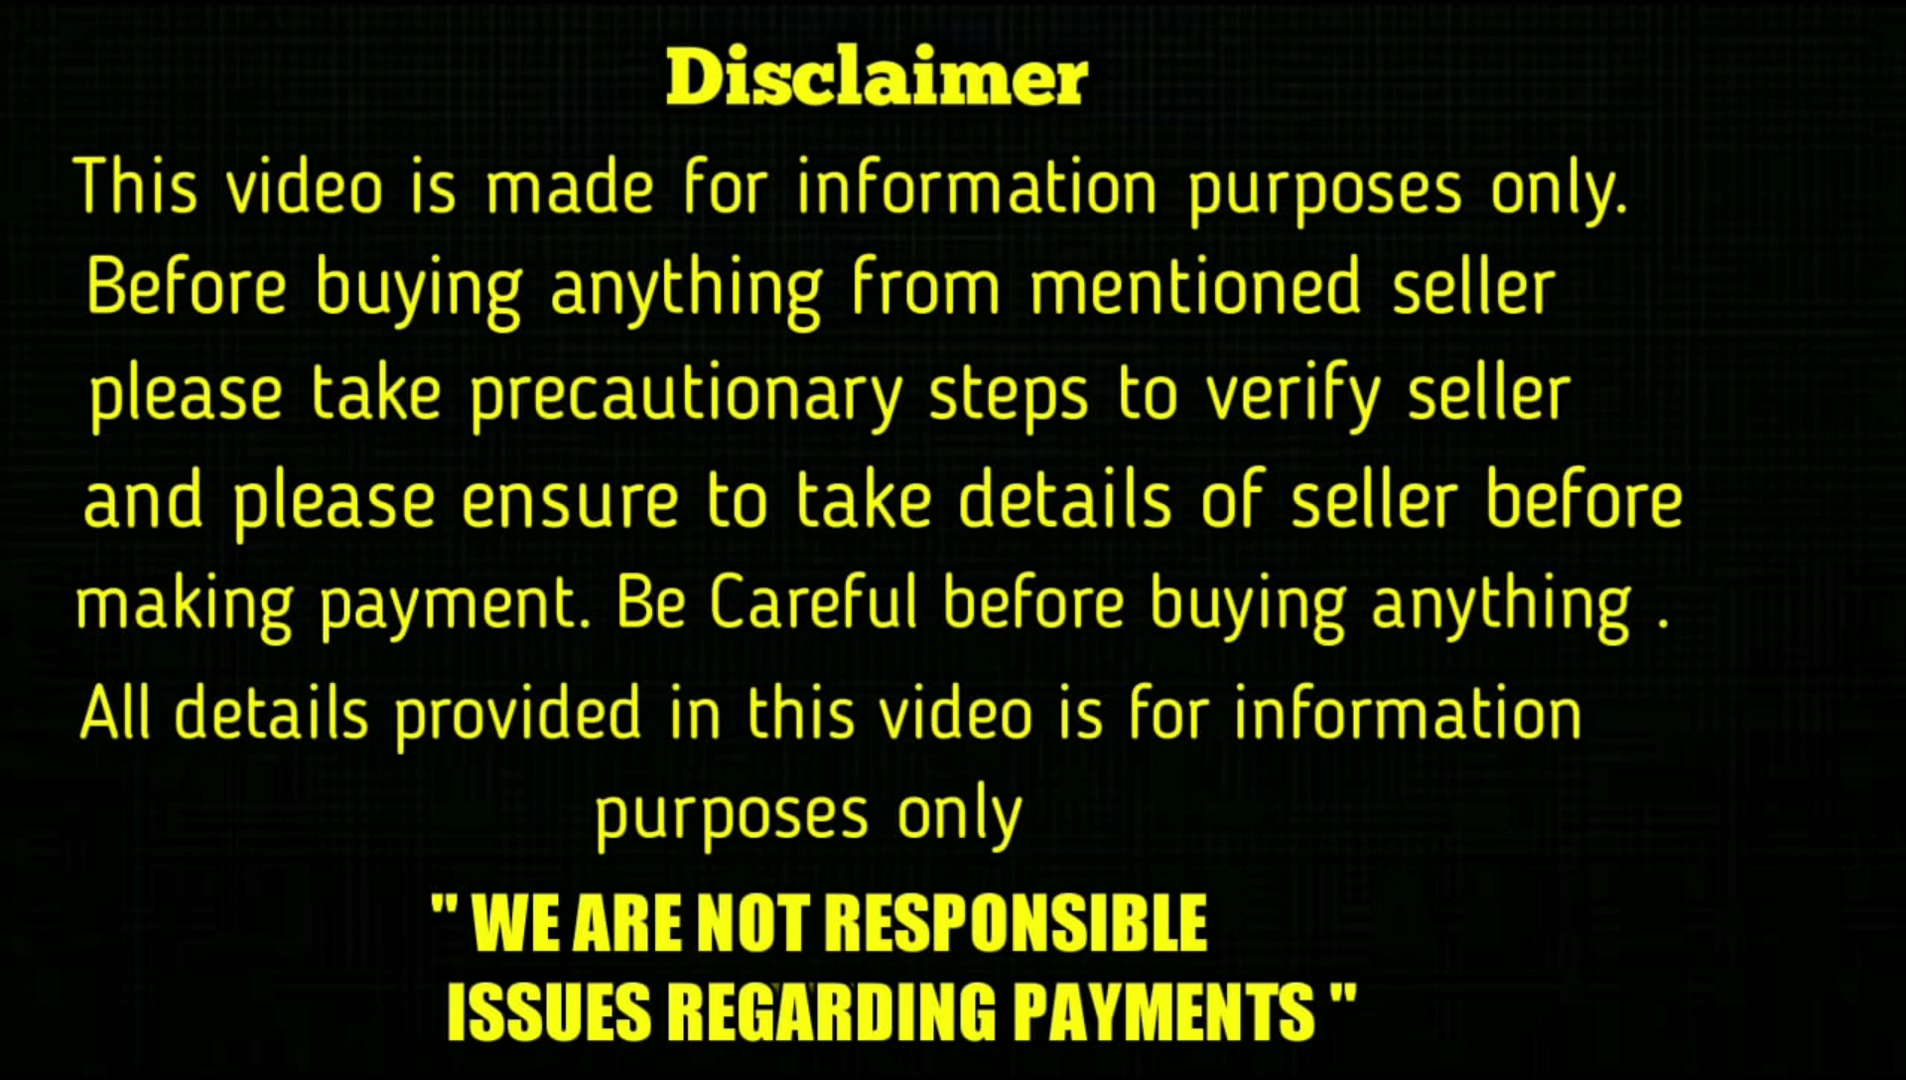 Disclaimer
This video is made for information purposes only.
Before buying anything from mentioned seller
please take precautionary steps to verify seller
and please ensure to take details of seller before
making payment. Be Careful before buying anything .
All details provided in this video is for information
purposes only
" WE ARE NOT RESPONSIBLE
ISSUES REGARDING PAYMENTS "